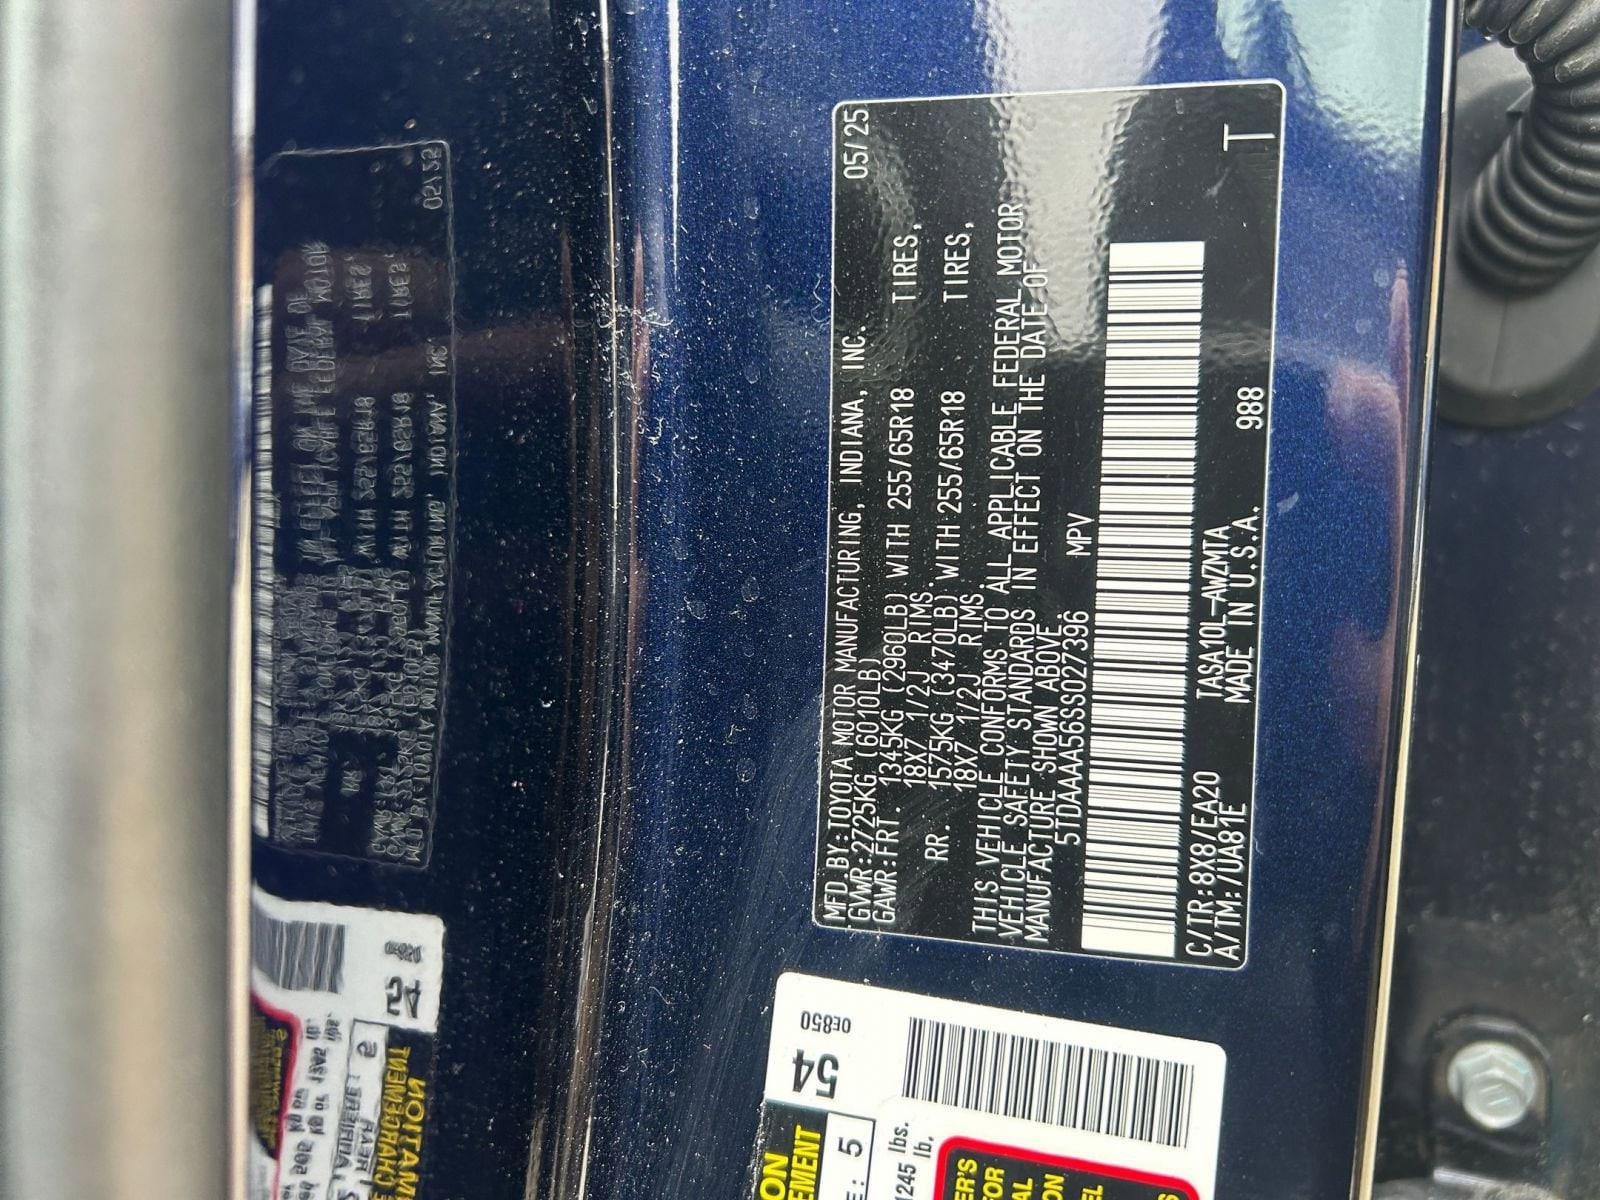 MFD.BY:TOYOTA MOTOR MANUFACTURING, INDIANA, INC. 05/25
GVWR:2725KG (6010LB)
GAWR:FRT. 1345KG (2960LB) WITH 255/65R18 TIRES,
18X7 1/2J RIMS.
RR. 1575KG (3470LB) WITH 255/65R18 TIRES,
18X7 1/2J RIMS.
THIS VEHICLE CONFORMS TO ALL APPLICABLE FEDERAL MOTOR
VEHICLE SAFETY STANDARDS IN EFFECT ON THE DATE OF
MANUFACTURE SHOWN ABOVE.
5TDAAAA56SS027396 MPV
C/TR:8X8/EA20 TASA10L-AWZMTA
A/TM:/UA81E MADE IN U.S.A. 988 T
0E850
54
5
1245 lbs.
lb.